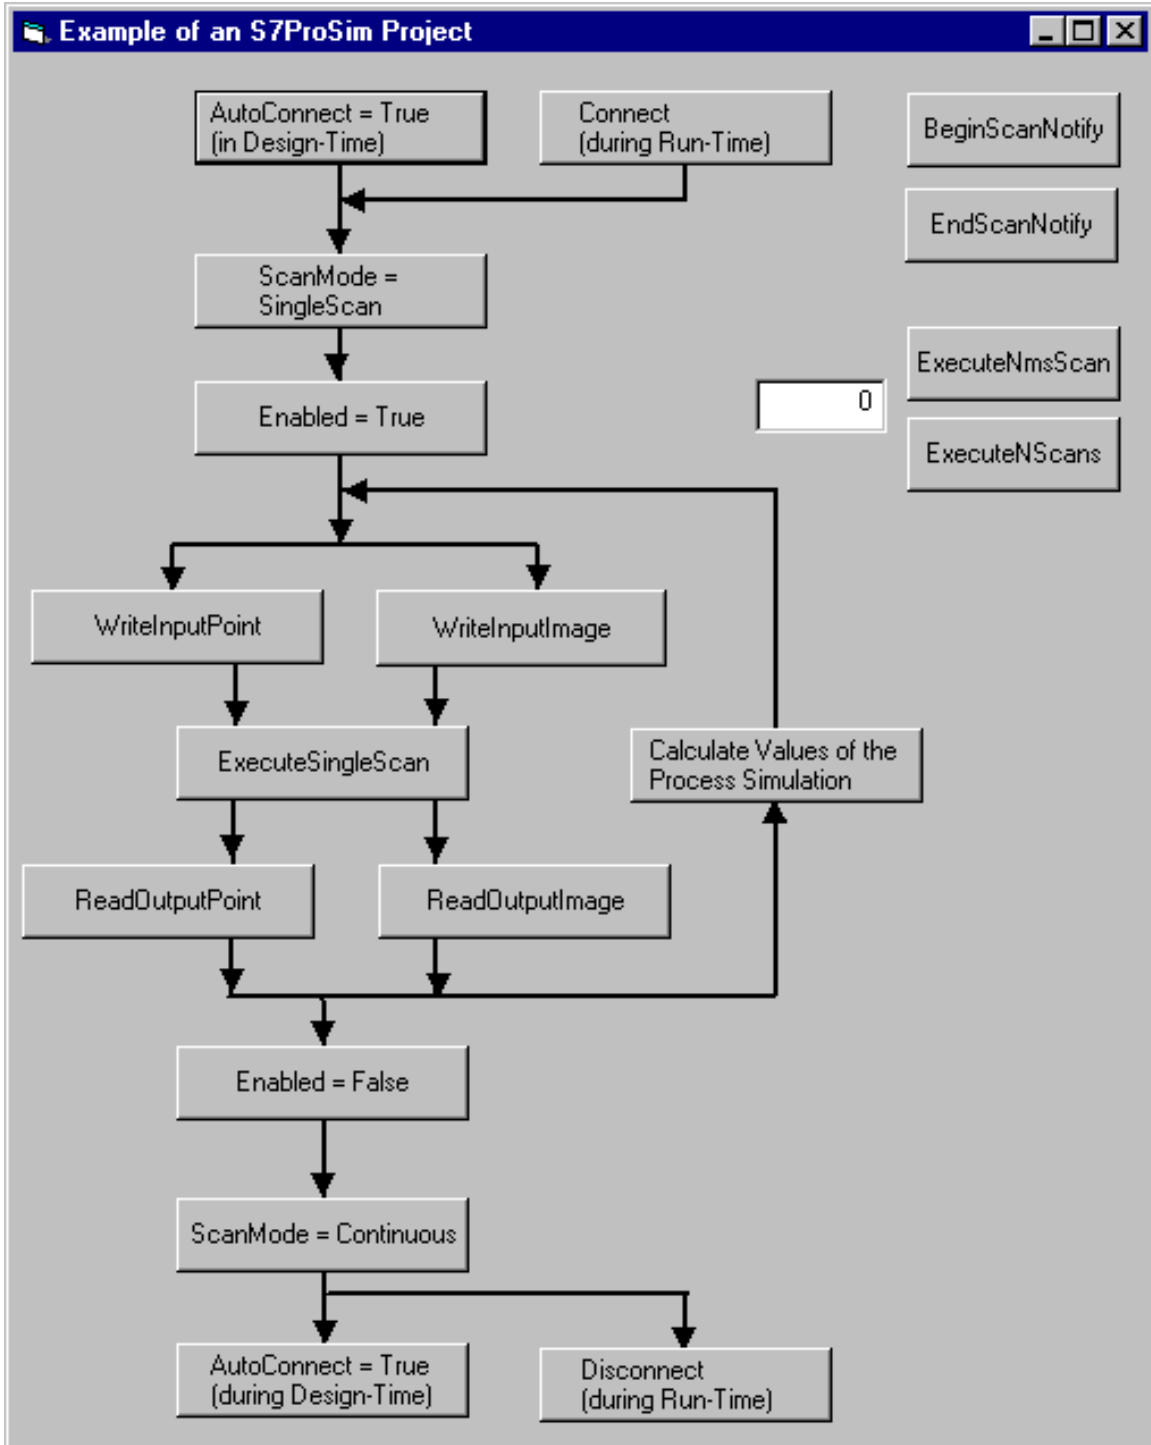 Example of an S7ProSim Project
AutoConnect = True
(in Design-Time)
Connect
(during Run-Time)
BeginScanNotify
EndScanNotify
ScanMode =
SingleScan
ExecuteNmsScan
0
Enabled = True
ExecuteNScans
WriteInputPoint
WriteInputImage
ExecuteSingleScan
Calculate Values of the
Process Simulation
ReadOutputPoint
ReadOutputImage
Enabled = False
ScanMode = Continuous
AutoConnect = True
(during Design-Time)
Disconnect
(during Run-Time)